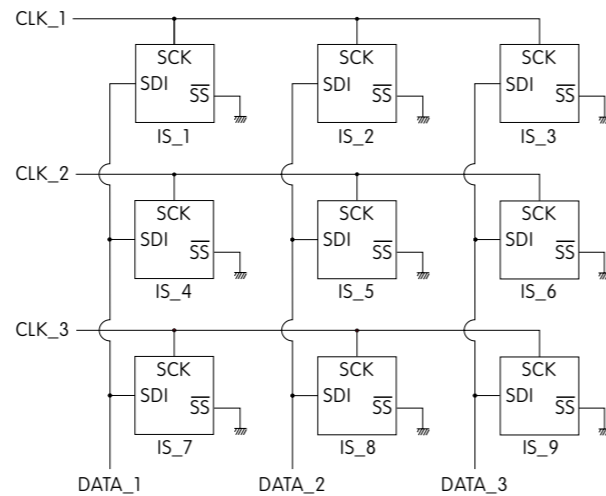 CLK_1
SCK SCK SCK
SDI SS SDI SS SDI SS
IS_1 IS_2 IS_3
CLK_2
SCK SCK SCK
SDI SS SDI SS SDI SS
IS_4 IS_5 IS_6
CLK_3
SCK SCK SCK
SDI SS SDI SS SDI SS
IS_7 IS_8 IS_9
DATA_1 DATA_2 DATA_3